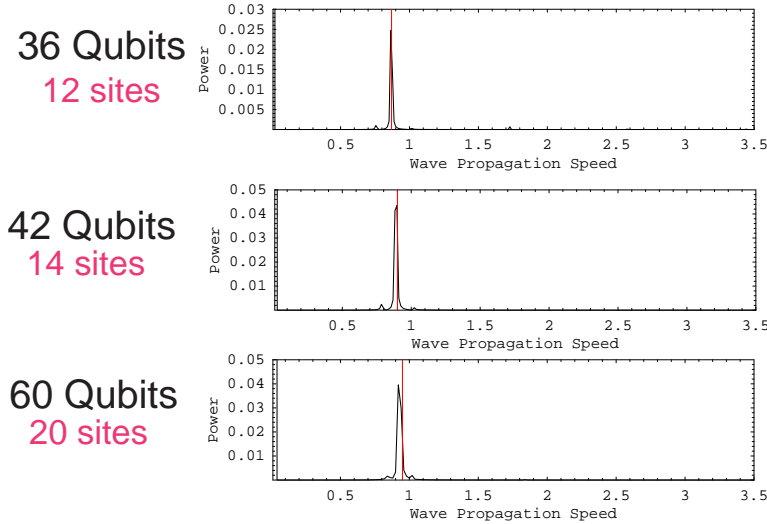 36 Qubits
12 sites
Power
0.03
0.025
0.02
0.015
0.01
0.005
0.5 1 1.5 2 2.5 3 3.5
Wave Propagation Speed
42 Qubits
14 sites
Power
0.05
0.04
0.03
0.02
0.01
0.5 1 1.5 2 2.5 3 3.5
Wave Propagation Speed
60 Qubits
20 sites
Power
0.05
0.04
0.03
0.02
0.01
0.5 1 1.5 2 2.5 3 3.5
Wave Propagation Speed